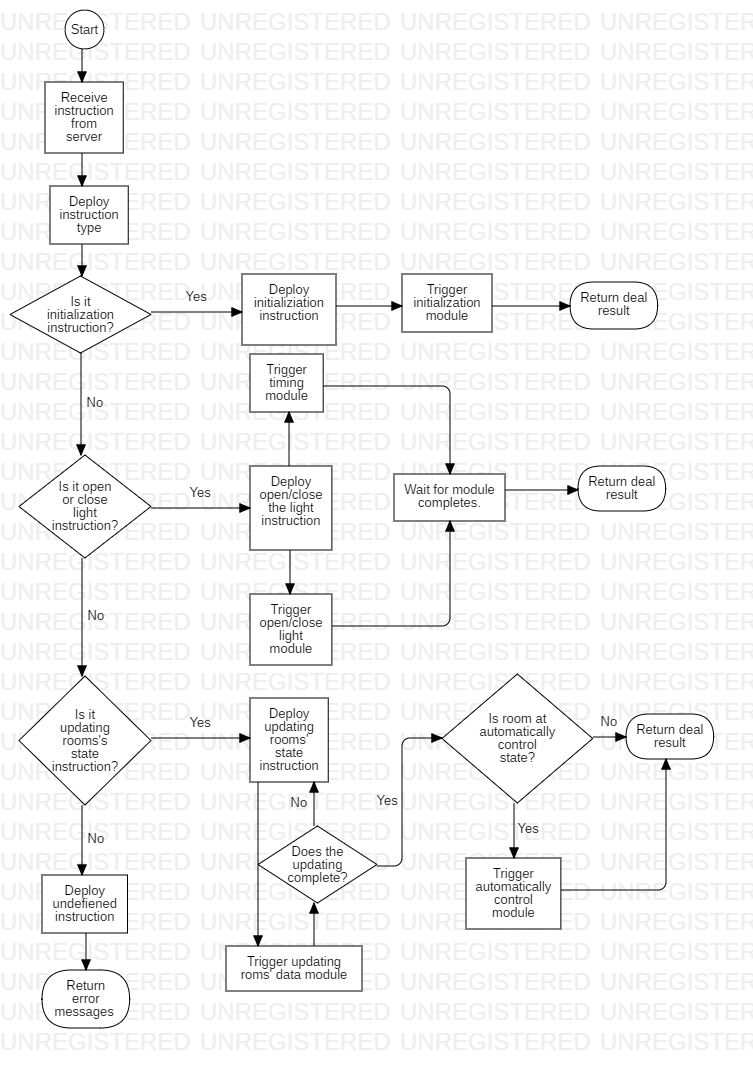 Start
Receive
instruction
from
server
Deploy
instruction
type
Is it
initialization
instruction?
Yes
Deploy
initializiation
instruction
Trigger
initialization
module
Return deal
result
No
Trigger
timing
module
Is it open
or close
light
instruction?
Yes
Deploy
open/close
the light
instruction
Wait for module
completes.
Return deal
result
No
Trigger
open/close
light
module
Is it
updating
rooms's
state
instruction?
Yes
Deploy
updating
rooms'
state
instruction
No
Does the
updating
complete?
Yes
Is room at
automatically
control
state?
No
Return deal
result
Yes
Trigger
automatically
control
module
Trigger updating
roms' data module
No
Deploy
undefiened
instruction
Return
error
messages
UNREGISTERED